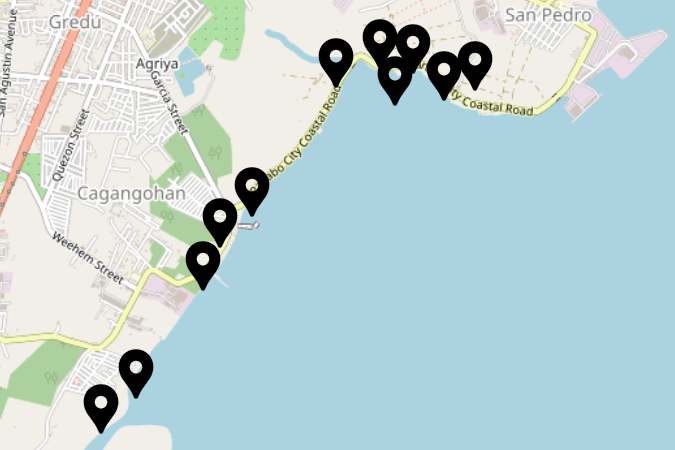 Gredu
San Pedro
San Agustin Avenue
Agriya
Garcia Street
Quezon Street
City Coastal Road
abo City Coastal Road
Cagangohan
Weehem Street